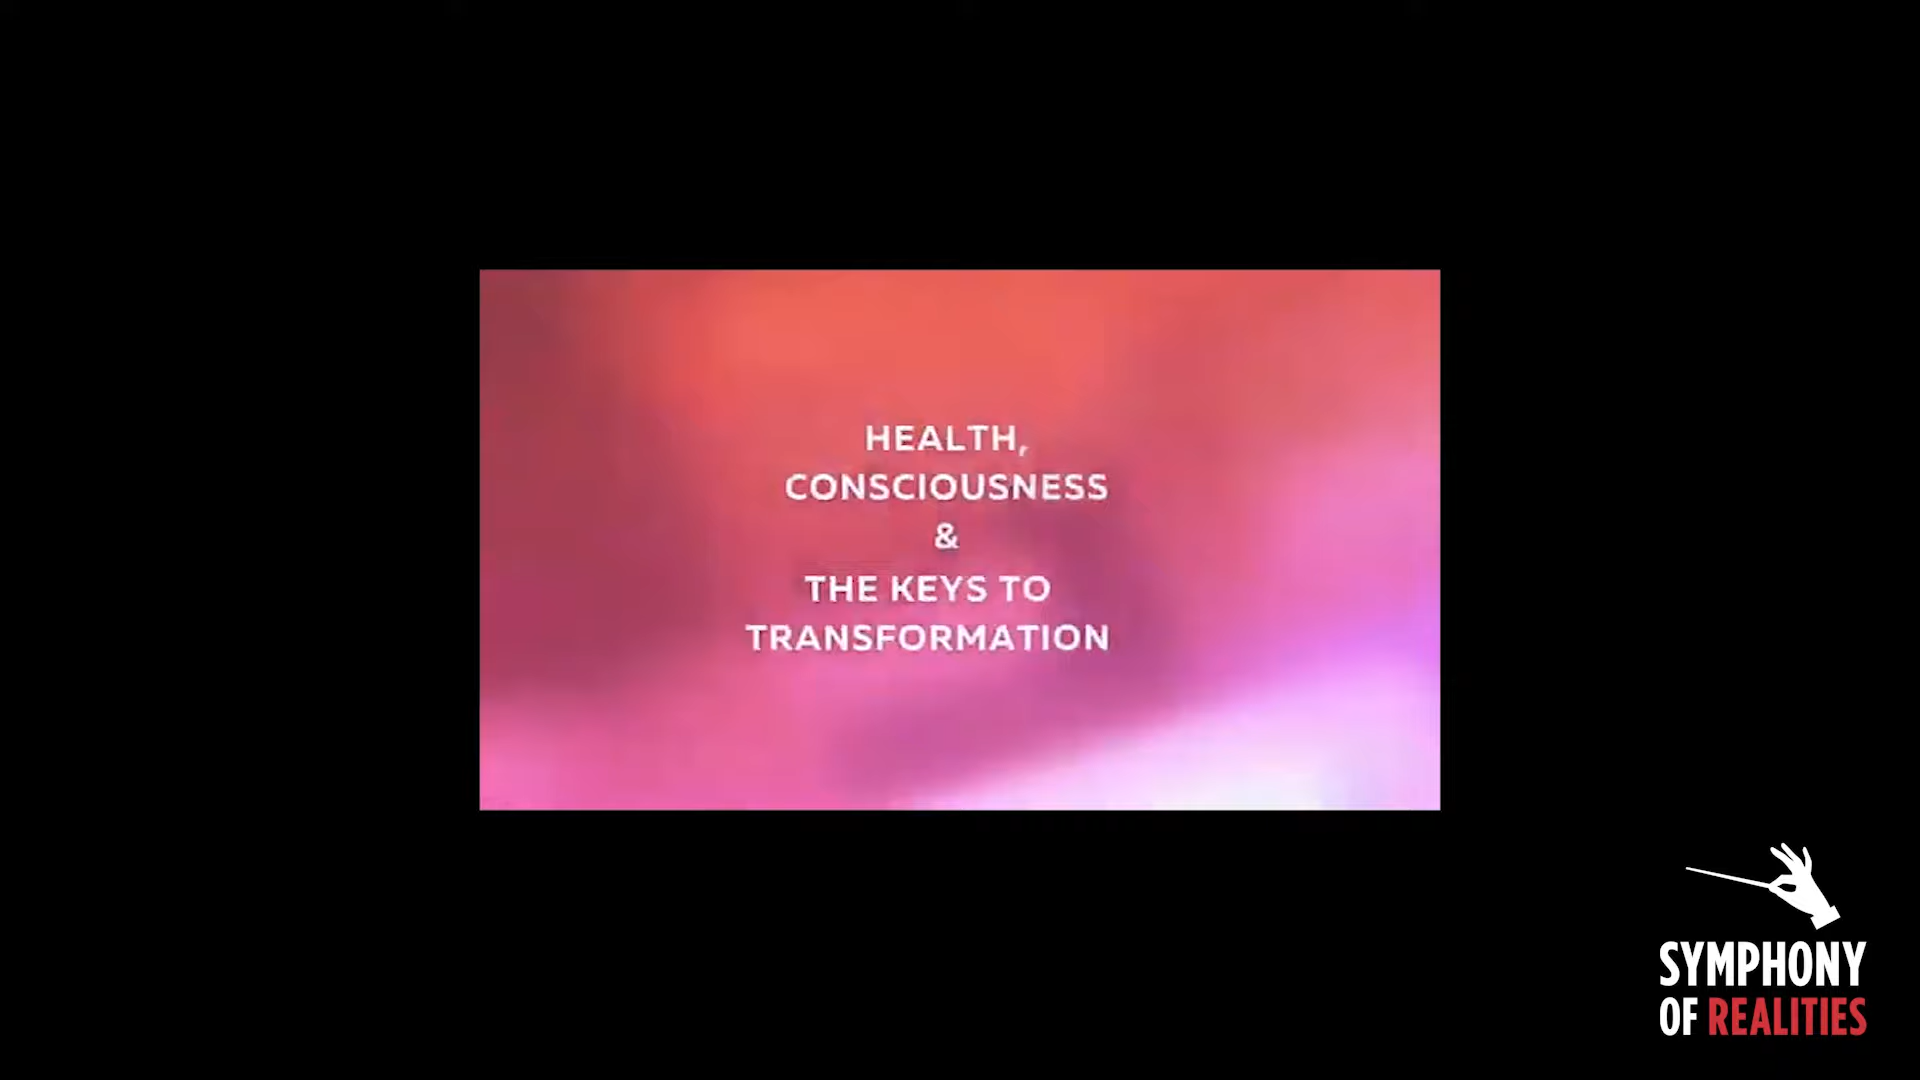 HEALTH,
CONSCIOUSNESS
&
THE KEYS TO
TRANSFORMATION
SYMPHONY
OF REALITIES